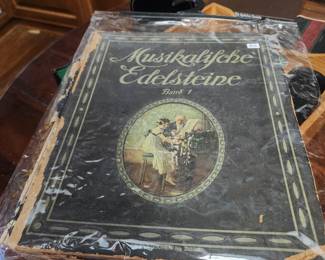 Musikalische
Edelsteine
Band 1